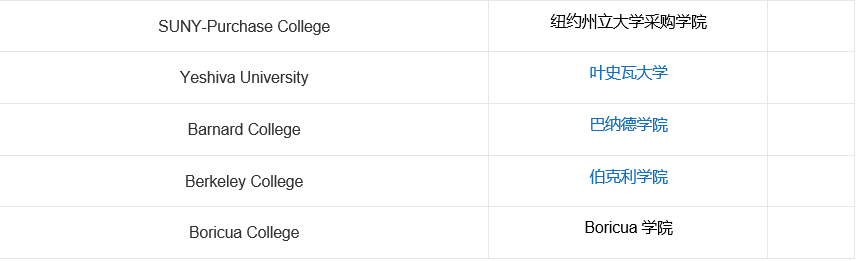 SUNY-Purchase College 纽约州立大学采购学院
Yeshiva University 叶史瓦大学
Barnard College 巴纳德学院
Berkeley College 伯克利学院
Boricua College Boricua 学院